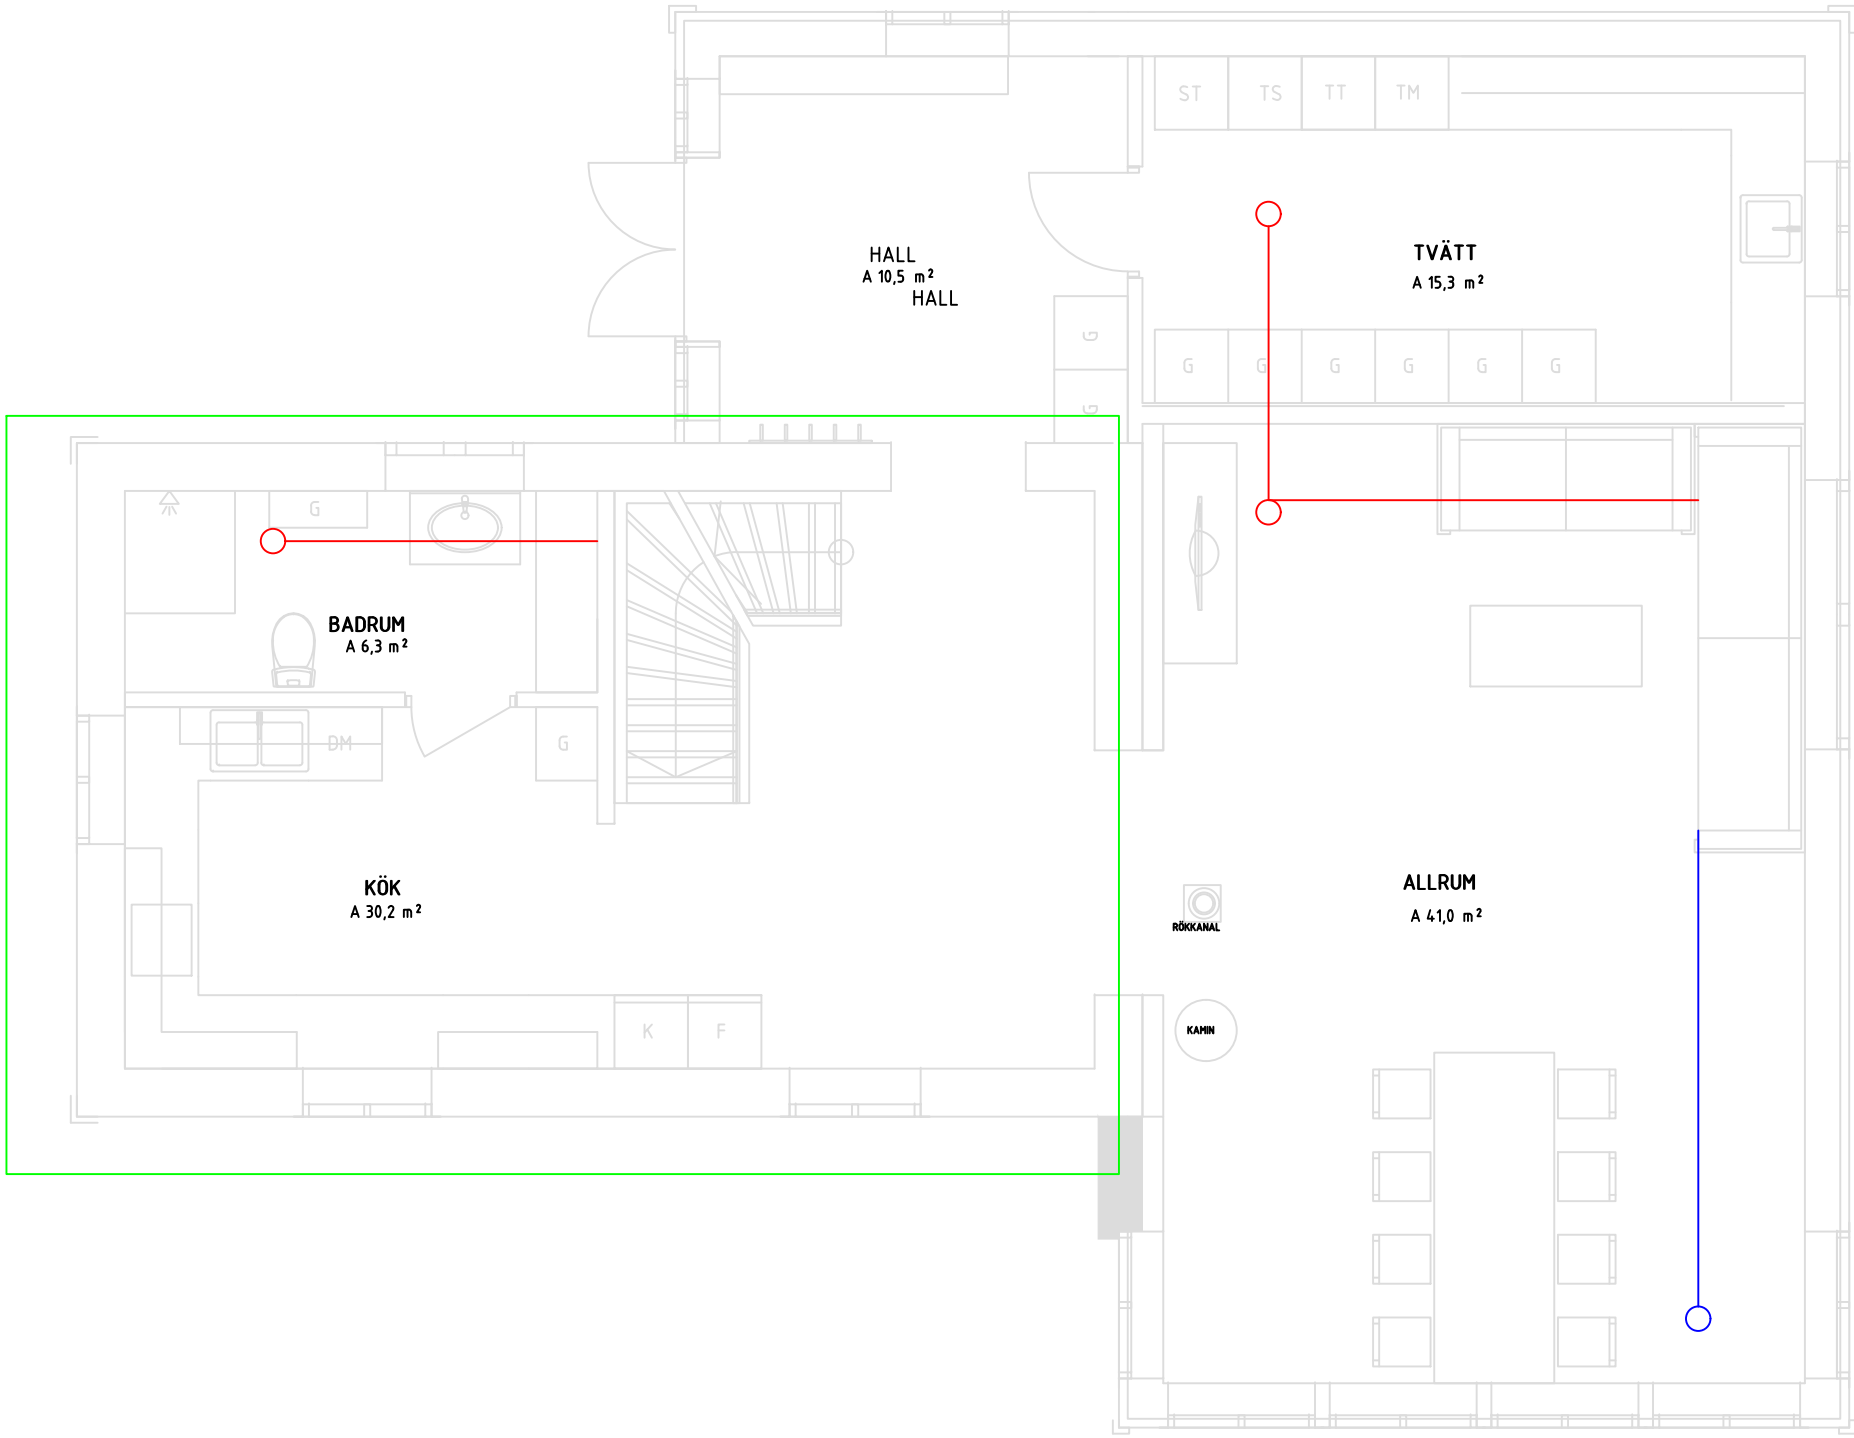 ST TS TT TM
HALL
A 10,5 m²
HALL
TVÄTT
A 15,3 m²
G
G
G G G G G G
G
BADRUM
A 6,3 m²
DM
G
KÖK
A 30,2 m²
ALLRUM
A 41,0 m²
RÖKKANAL
K F
KAMIN